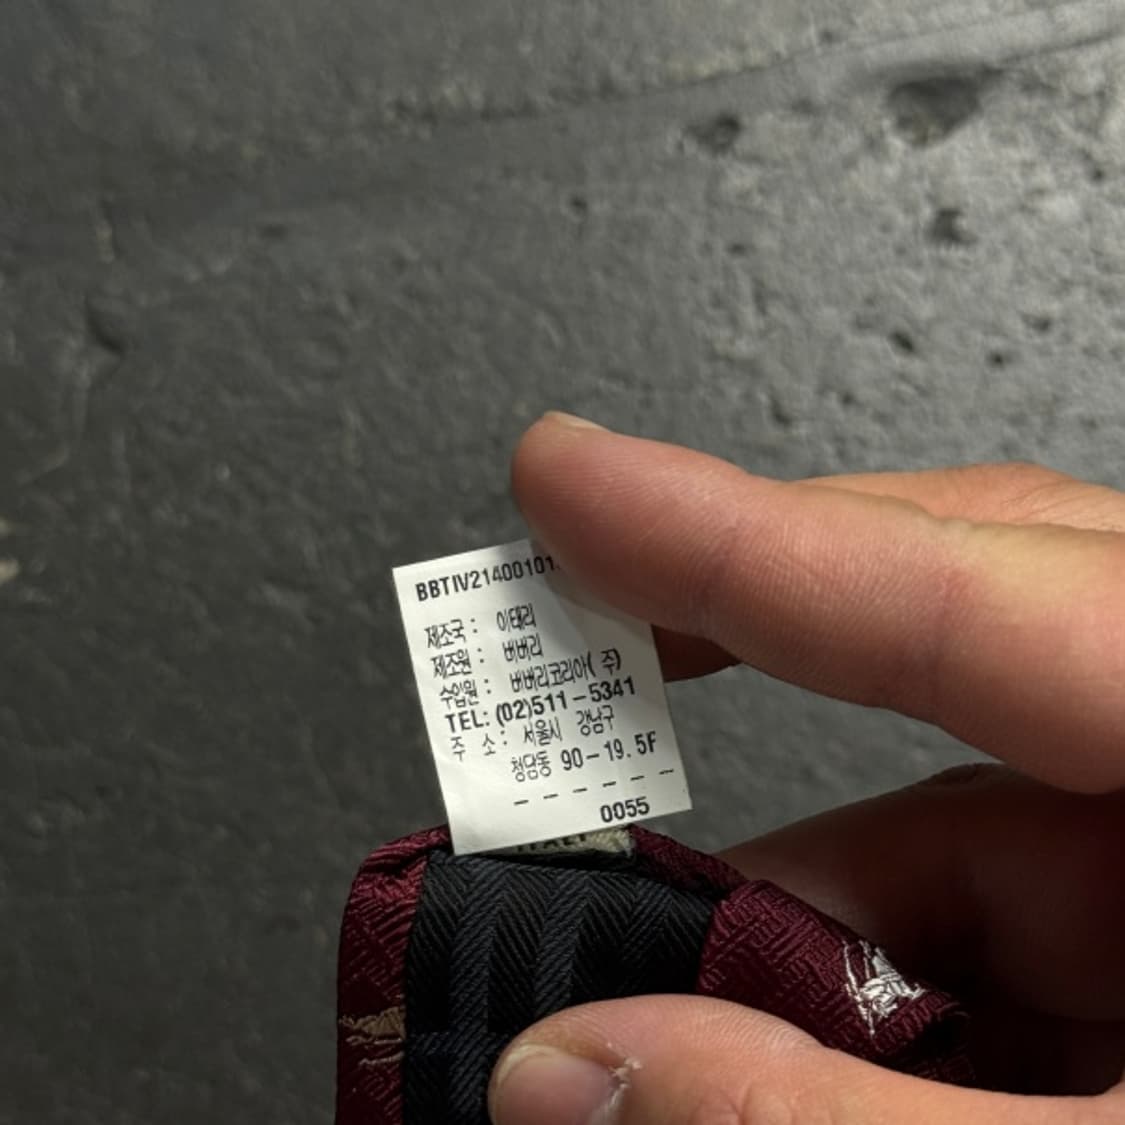 BBTIV21400101
제조국 : 이태리
제조원 : 버버리
수입원 : 버버리코리아(주)
TEL: (02)511-5341
주 소 : 서울시 강남구
청담동 90-19. 5F
- - - - - -
0055
ITALY